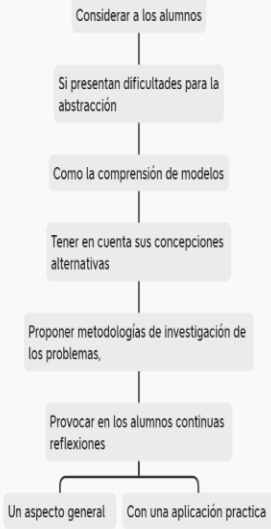 Considerar a los alumnos
Si presentan dificultades para la
abstracción
Como la comprensión de modelos
Tener en cuenta sus concepciones
alternativas
Proponer metodologías de investigación de
los problemas,
Provocar en los alumnos continuas
reflexiones
Un aspecto general
Con una aplicación practica